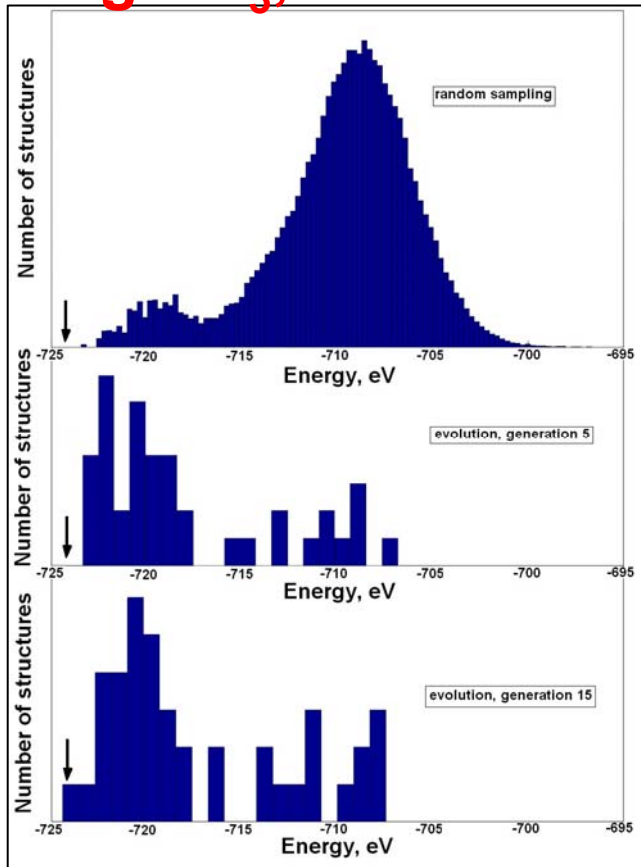 Number of structures
random sampling
-725 -720 -715 -710 -705 -700 -695
Energy, eV
Number of structures
evolution, generation 5
-725 -720 -715 -710 -705 -700 -695
Energy, eV
Number of structures
evolution, generation 15
-725 -720 -715 -710 -705 -700 -695
Energy, eV